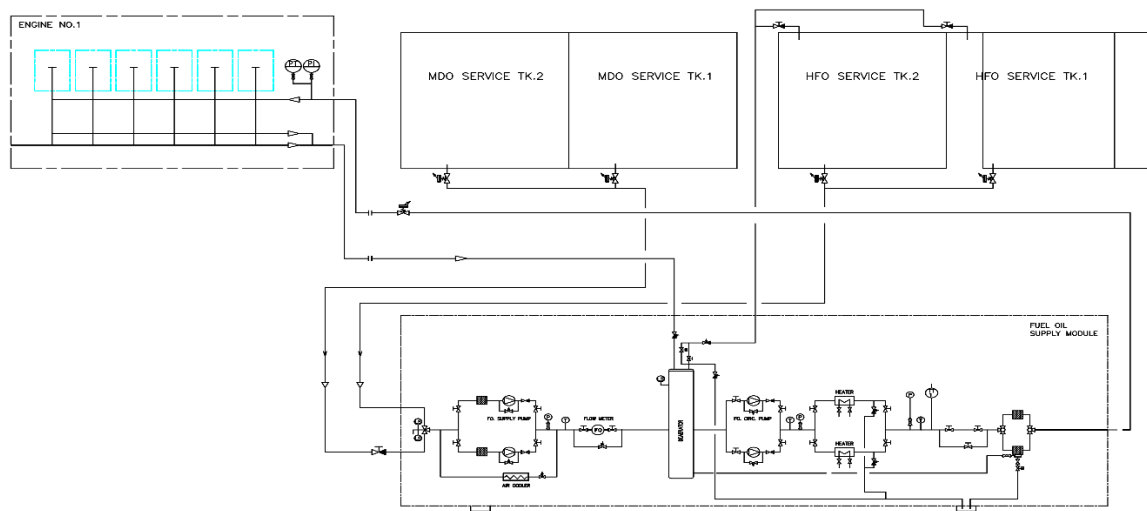 ENGINE NO.1
PT
PI
MDO SERVICE TK.2
MDO SERVICE TK.1
HFO SERVICE TK.2
HFO SERVICE TK.1
FUEL OIL
SUPPLY MODULE
F.O. SUPPLY PUMP
FLOW METER
HEATER
HEATER
AIR COOLER